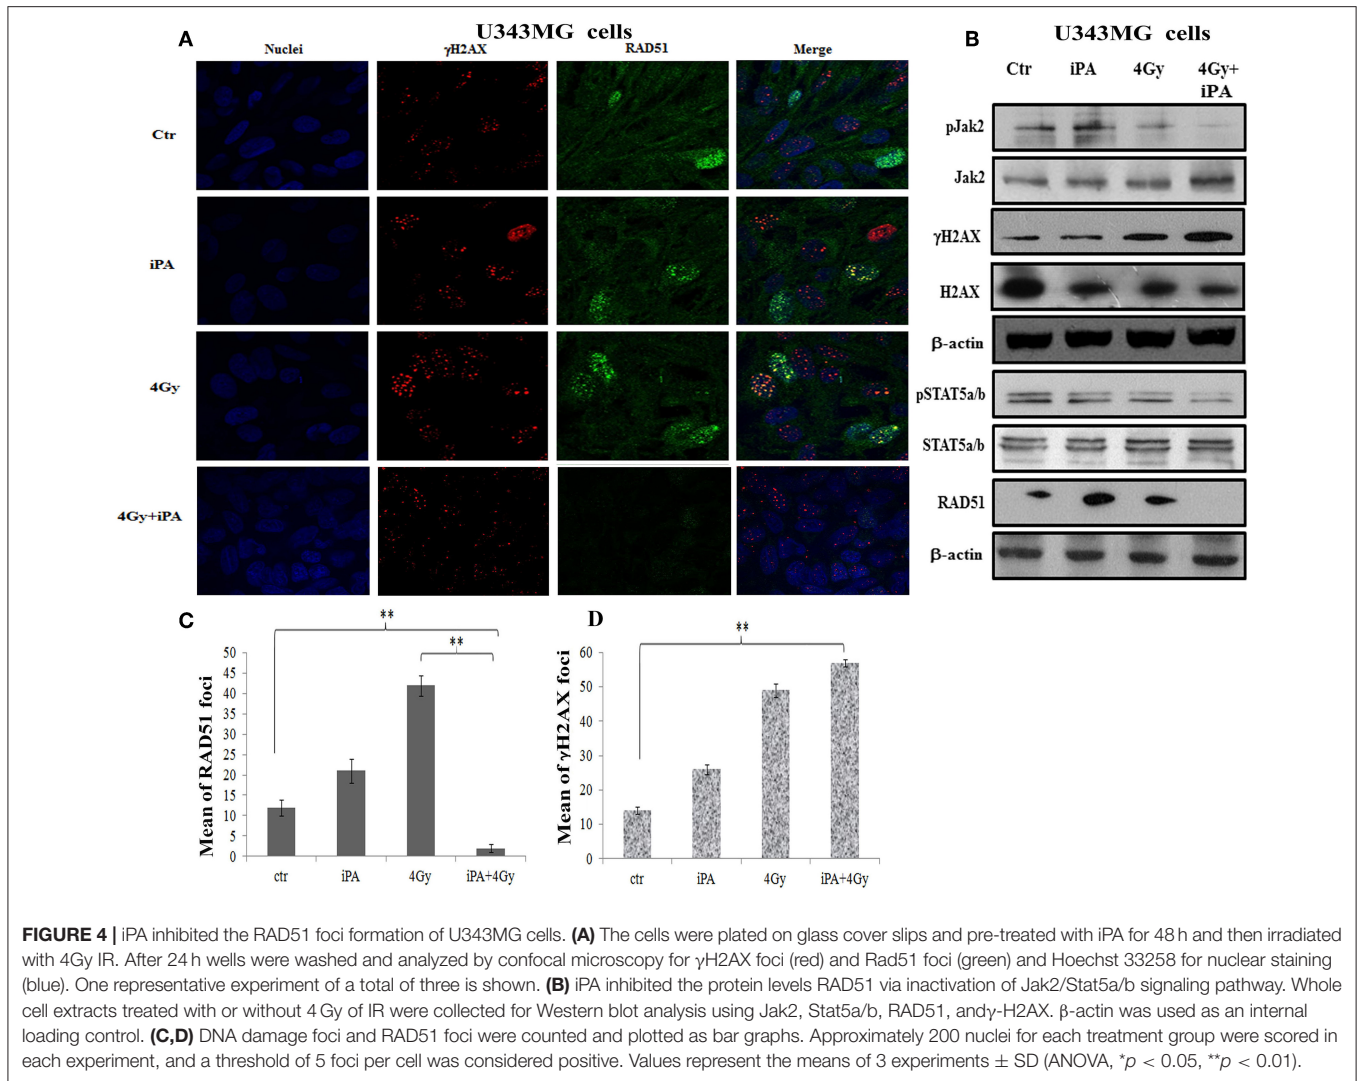 A
U343MG cells
Nuclei γH2AX RAD51 Merge
Ctr
iPA
4Gy
4Gy+iPA
B
U343MG cells
Ctr iPA 4Gy 4Gy+
iPA
pJak2
Jak2
γH2AX
H2AX
β-actin
pSTAT5a/b
STAT5a/b
RAD51
β-actin
C
**
**
Mean of RAD51 foci
50
45
40
35
30
25
20
15
10
5
0
ctr iPA 4Gy iPA+4Gy
D
**
Mean of γH2AX foci
60
50
40
30
20
10
0
ctr iPA 4Gy iPA+4Gy
FIGURE 4 | iPA inhibited the RAD51 foci formation of U343MG cells. (A) The cells were plated on glass cover slips and pre-treated with iPA for 48 h and then irradiated
with 4Gy IR. After 24 h wells were washed and analyzed by confocal microscopy for γH2AX foci (red) and Rad51 foci (green) and Hoechst 33258 for nuclear staining
(blue). One representative experiment of a total of three is shown. (B) iPA inhibited the protein levels RAD51 via inactivation of Jak2/Stat5a/b signaling pathway. Whole
cell extracts treated with or without 4 Gy of IR were collected for Western blot analysis using Jak2, Stat5a/b, RAD51, andγ-H2AX. β-actin was used as an internal
loading control. (C,D) DNA damage foci and RAD51 foci were counted and plotted as bar graphs. Approximately 200 nuclei for each treatment group were scored in
each experiment, and a threshold of 5 foci per cell was considered positive. Values represent the means of 3 experiments ± SD (ANOVA, *p < 0.05, **p < 0.01).